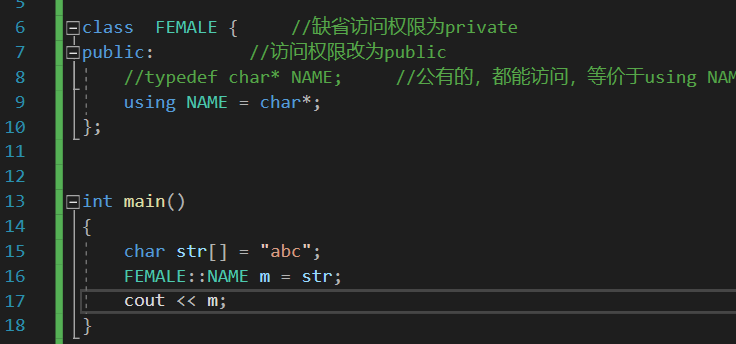 6 class FEMALE { //缺省访问权限为private
7 public: //访问权限改为public
8 //typedef char* NAME; //公有的，都能访问，等价于using NAM
9 using NAME = char*;
10 };
11
12
13 int main()
14 {
15 char str[] = "abc";
16 FEMALE::NAME m = str;
17 cout << m;
18 }